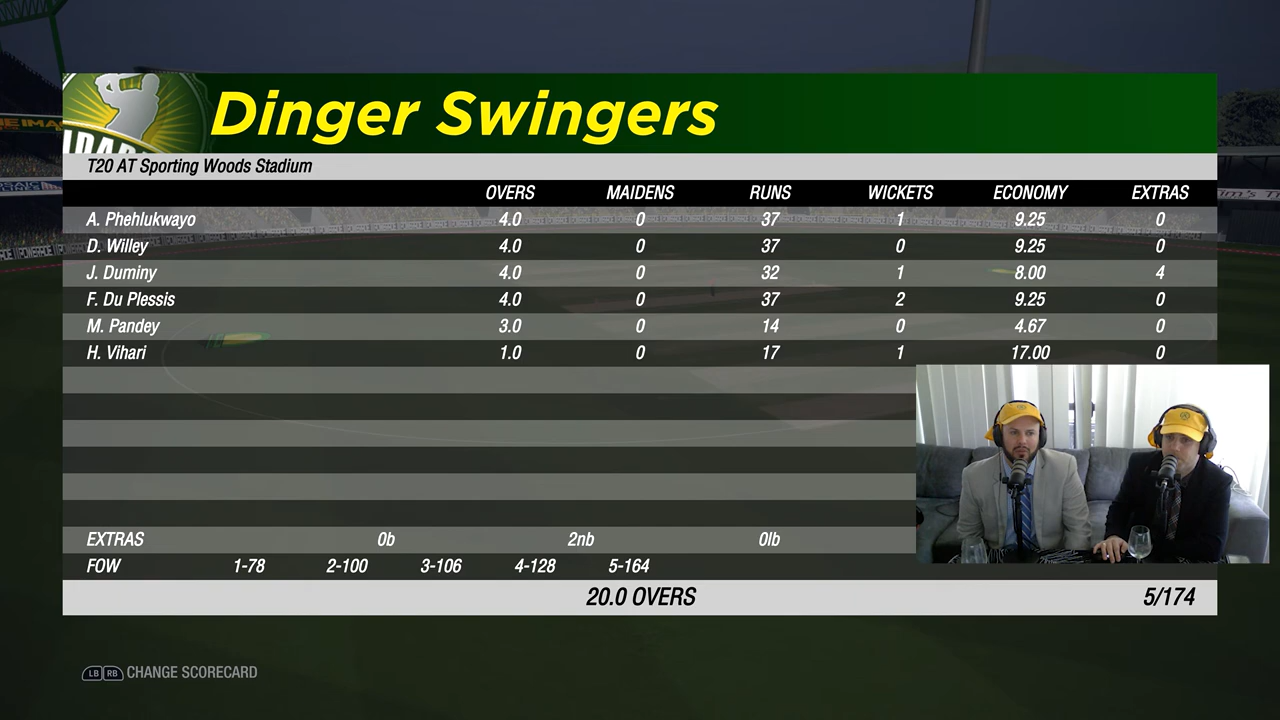 Dinger Swingers
T20 AT Sporting Woods Stadium
OVERS MAIDENS RUNS WICKETS ECONOMY EXTRAS
A. Phehlukwayo 4.0 0 37 1 9.25 0
D. Willey 4.0 0 37 0 9.25 0
J. Duminy 4.0 0 32 1 8.00 4
F. Du Plessis 4.0 0 37 2 9.25 0
M. Pandey 3.0 0 14 0 4.67 0
H. Vihari 1.0 0 17 1 17.00 0
EXTRAS 0b 2nb 0lb
FOW 1-78 2-100 3-106 4-128 5-164
20.0 OVERS 5/174
LB RB CHANGE SCORECARD